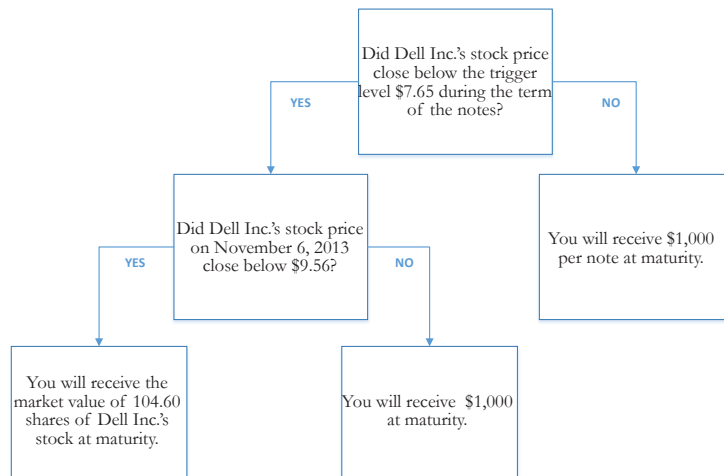 Did Dell Inc.'s stock price
close below the trigger
level $7.65 during the term
of the notes?
YES
NO
Did Dell Inc.'s stock price
on November 6, 2013
close below $9.56?
You will receive $1,000
per note at maturity.
YES
NO
You will receive the
market value of 104.60
shares of Dell Inc.'s
stock at maturity.
You will receive $1,000
at maturity.